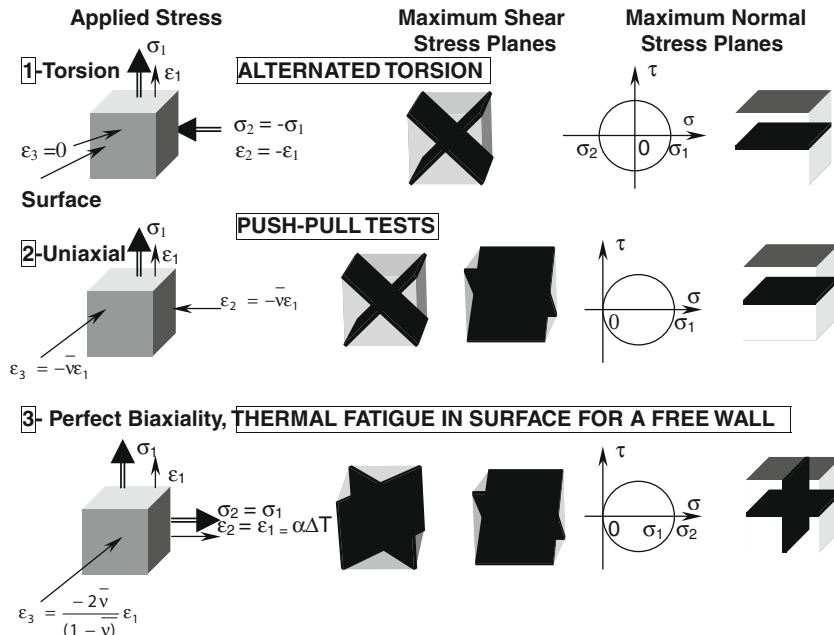 Applied Stress
Maximum Shear
Stress Planes
Maximum Normal
Stress Planes
1-Torsion
ALTERNATED TORSION
σ1
ε1
ε3 =0
σ2 = -σ1
ε2 = -ε1
Surface
τ
σ
σ2
0
σ1
PUSH-PULL TESTS
2-Uniaxial
σ1
ε1
ε2 = -ν̅ε1
ε3 = -ν̅ε1
τ
σ
0
σ1
3- Perfect Biaxiality, THERMAL FATIGUE IN SURFACE FOR A FREE WALL
σ1
ε1
σ2 = σ1
ε2 = ε1 = αΔT
ε3 = -2ν̅/(1 - ν̅) ε1
τ
σ
0
σ1
σ2